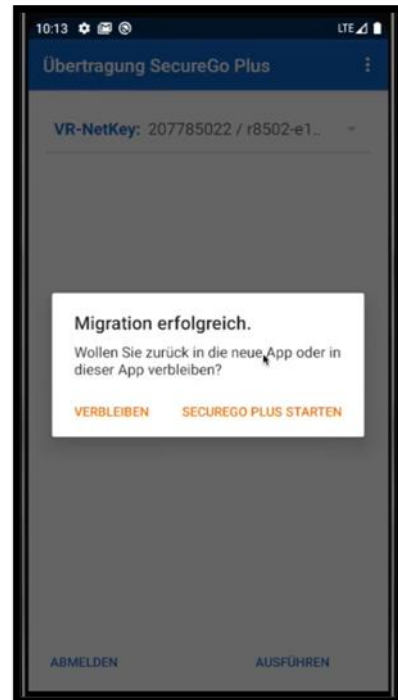 10:13 LTE
Übertragung SecureGo Plus
VR-NetKey: 207785022 / r8502-e1..
Migration erfolgreich.
Wollen Sie zurück in die neue App oder in
dieser App verbleiben?
VERBLEIBEN SECUREGO PLUS STARTEN
ABMELDEN AUSFÜHREN